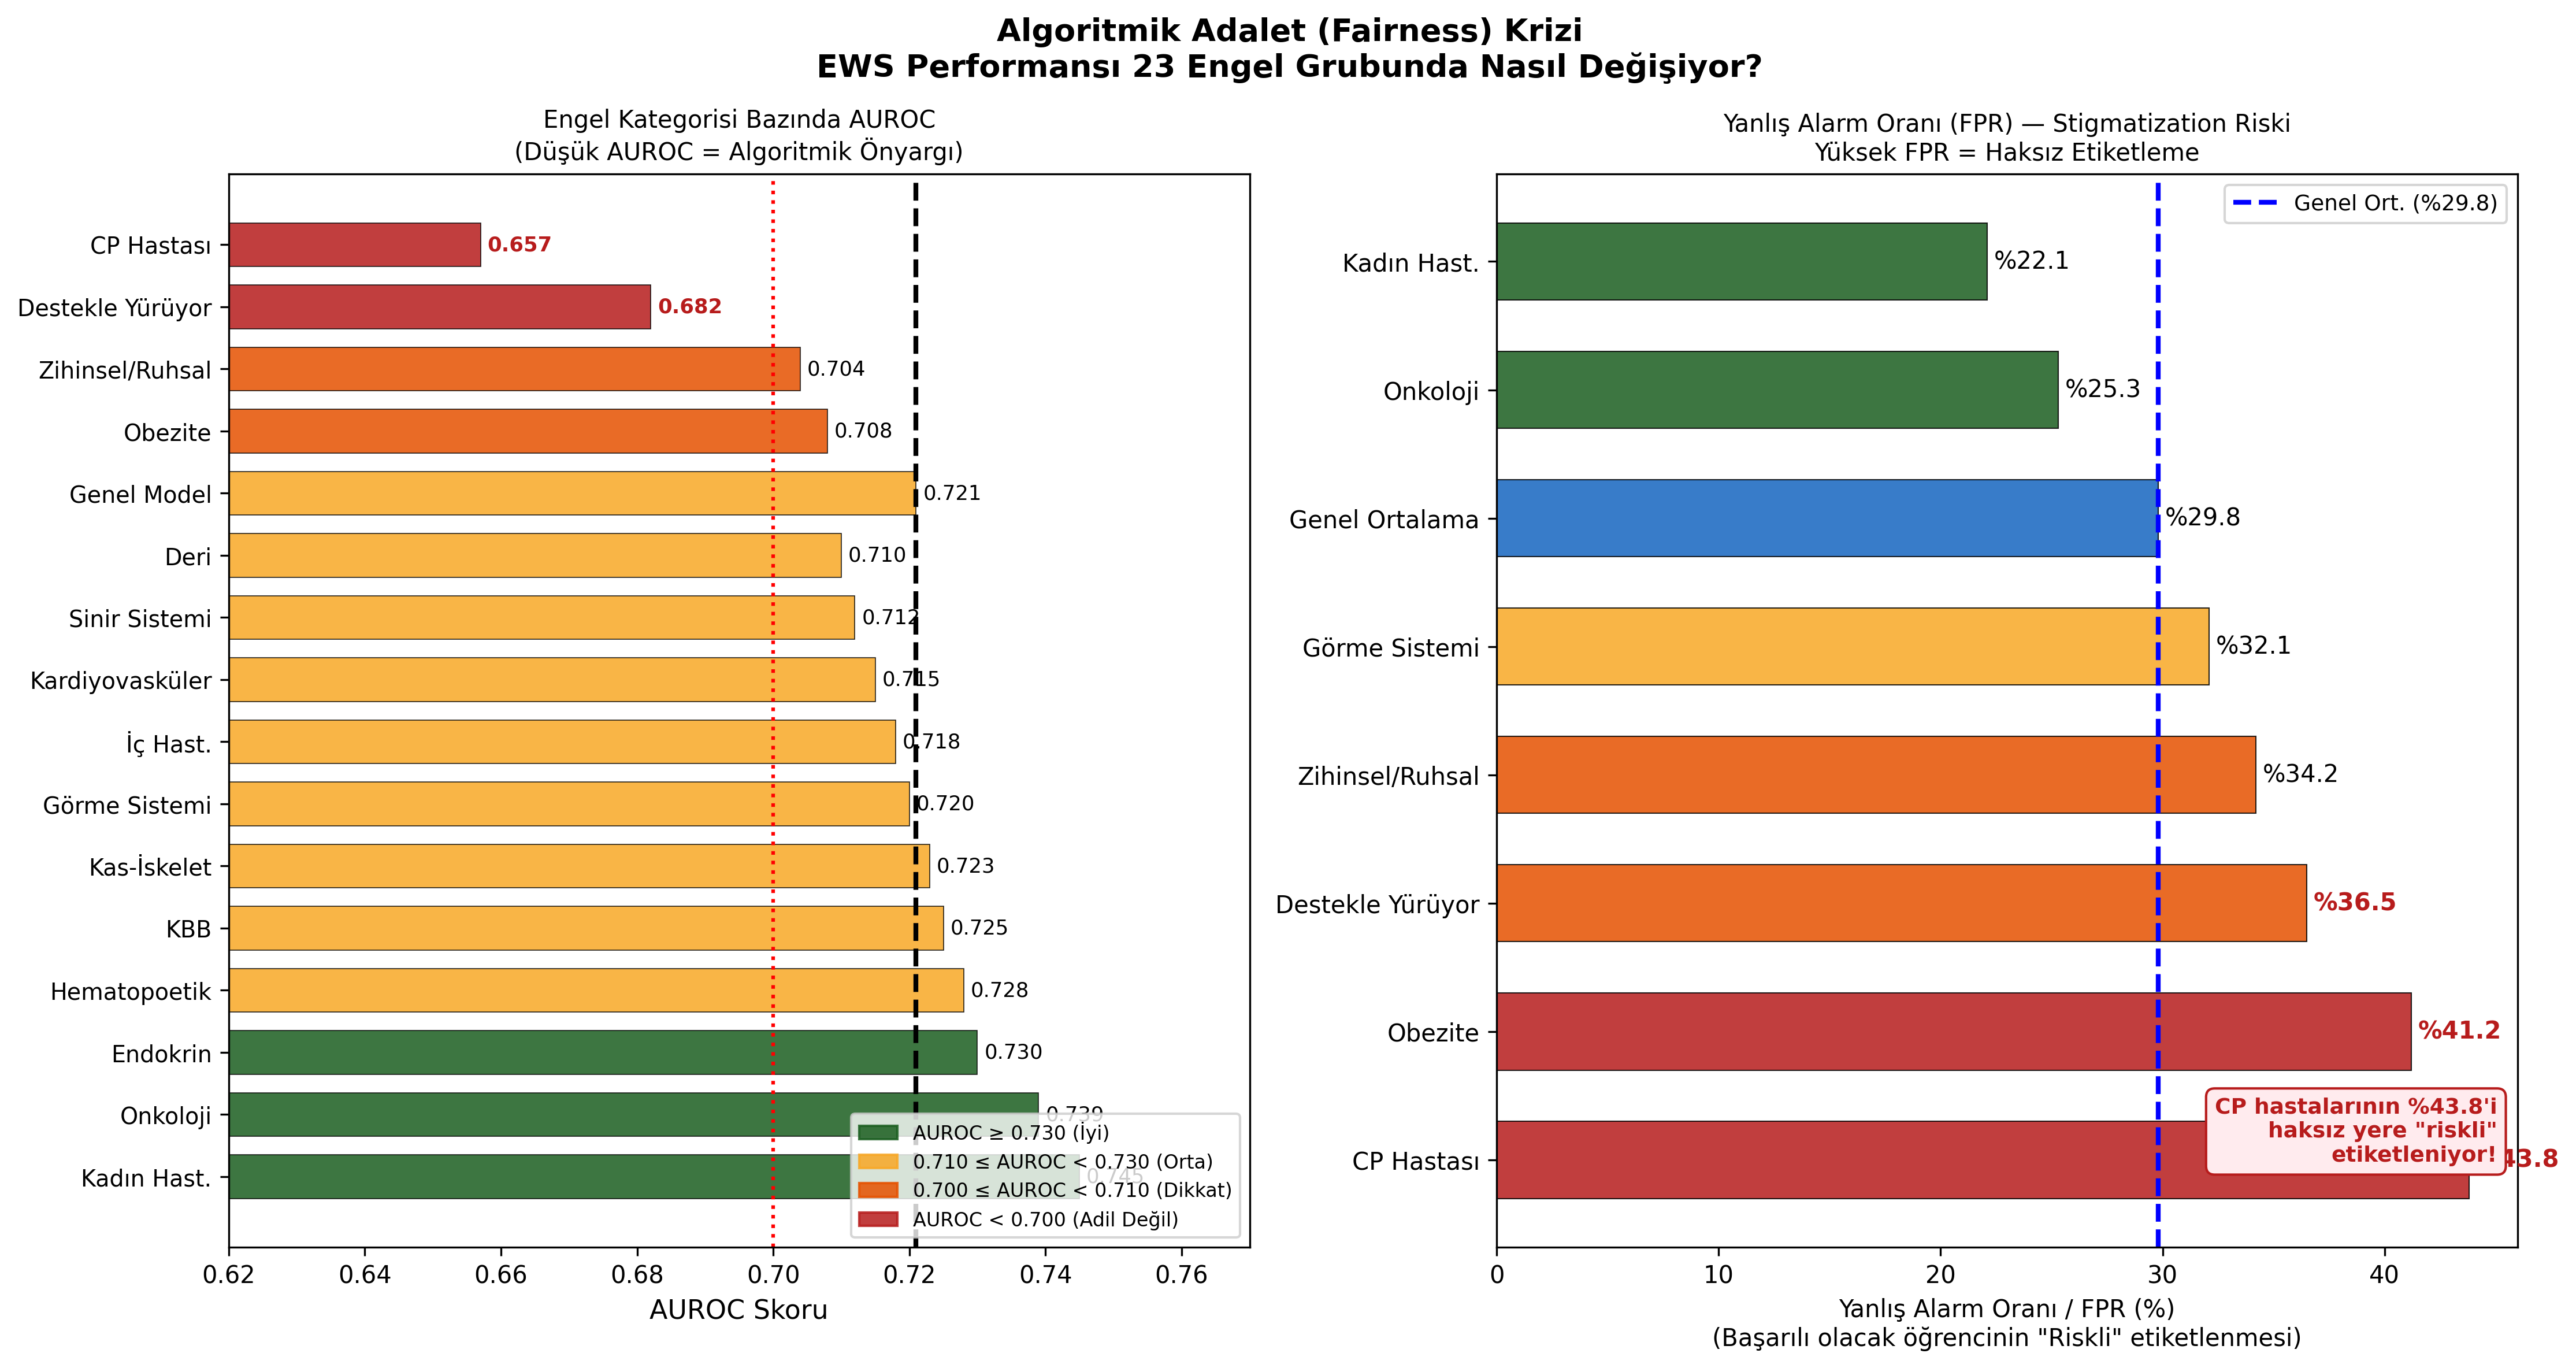 Algoritmik Adalet (Fairness) Krizi
EWS Performansı 23 Engel Grubunda Nasıl Değişiyor?
Engel Kategorisi Bazında AUROC
(Düşük AUROC = Algoritmik Önyargı)
CP Hastası 0.657
Destekle Yürüyor 0.682
Zihinsel/Ruhsal 0.704
Obezite 0.708
Genel Model 0.721
Deri 0.710
Sinir Sistemi 0.712
Kardiyovasküler 0.715
İç Hast. 0.718
Görme Sistemi 0.720
Kas-İskelet 0.723
KBB 0.725
Hematopoetik 0.728
Endokrin 0.730
Onkoloji 0.739
Kadın Hast. 0.745
AUROC ≥ 0.730 (İyi)
0.710 ≤ AUROC < 0.730 (Orta)
0.700 ≤ AUROC < 0.710 (Dikkat)
AUROC < 0.700 (Adil Değil)
0.62 0.64 0.66 0.68 0.70 0.72 0.74 0.76
AUROC Skoru
Yanlış Alarm Oranı (FPR) — Stigmatization Riski
Yüksek FPR = Haksız Etiketleme
Genel Ort. (%29.8)
Kadın Hast. %22.1
Onkoloji %25.3
Genel Ortalama %29.8
Görme Sistemi %32.1
Zihinsel/Ruhsal %34.2
Destekle Yürüyor %36.5
Obezite %41.2
CP hastalarının %43.8'i
haksız yere "riskli"
etiketleniyor!
CP Hastası 43.8
0 10 20 30 40
Yanlış Alarm Oranı / FPR (%)
(Başarılı olacak öğrencinin "Riskli" etiketlenmesi)